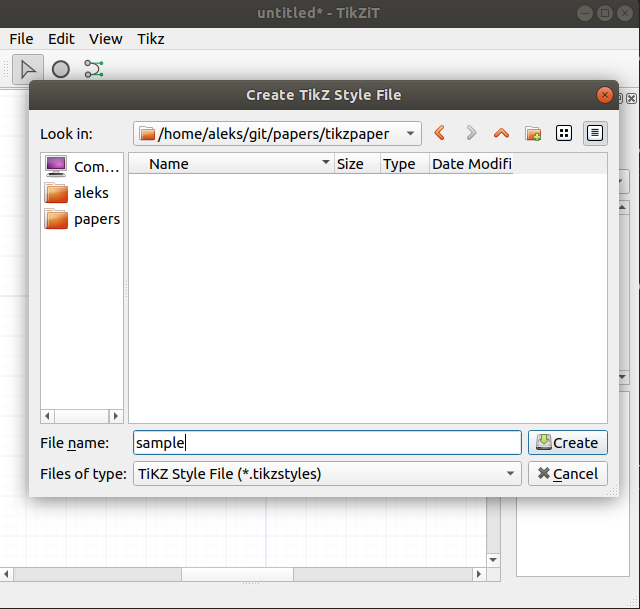 untitled* - TikZiT
File Edit View Tikz
Create TikZ Style File
Look in: /home/aleks/git/papers/tikzpaper
Com... Name Size Type Date Modifi
aleks
papers
File name: sample Create
Files of type: TiKZ Style File (*.tikzstyles) Cancel